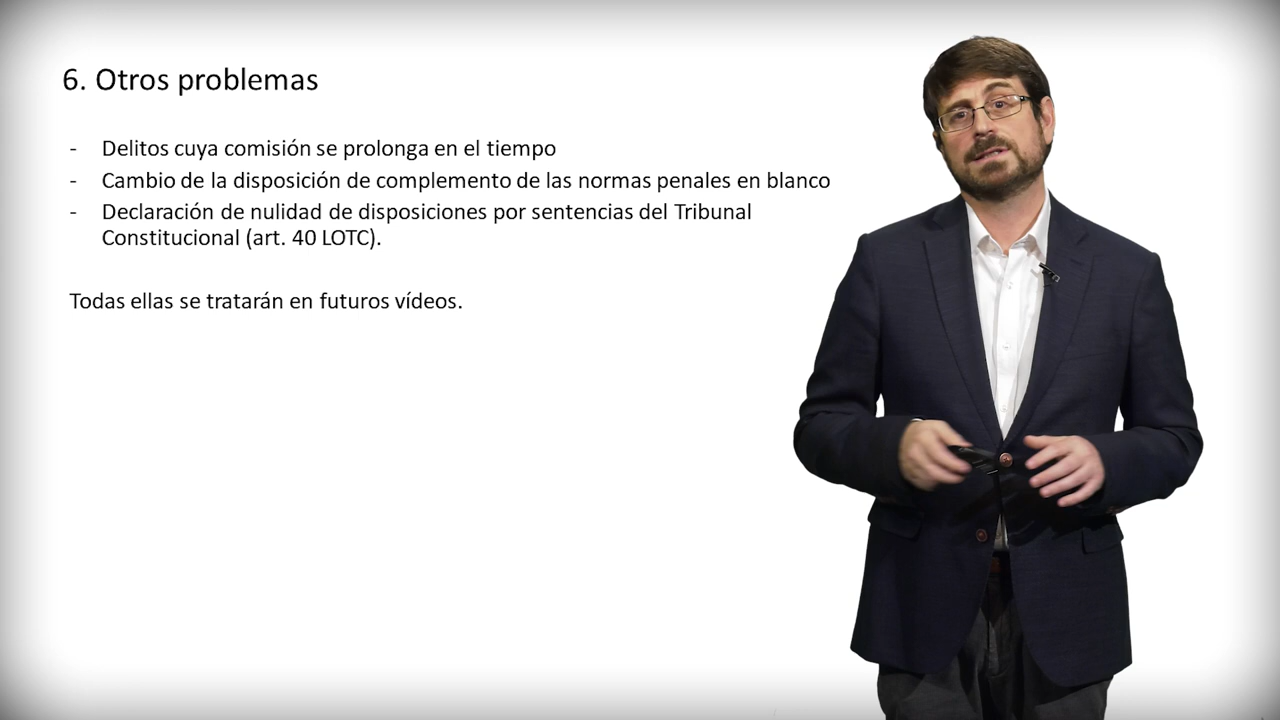 6. Otros problemas
- Delitos cuya comisión se prolonga en el tiempo
- Cambio de la disposición de complemento de las normas penales en blanco
- Declaración de nulidad de disposiciones por sentencias del Tribunal
Constitucional (art. 40 LOTC).
Todas ellas se tratarán en futuros vídeos.